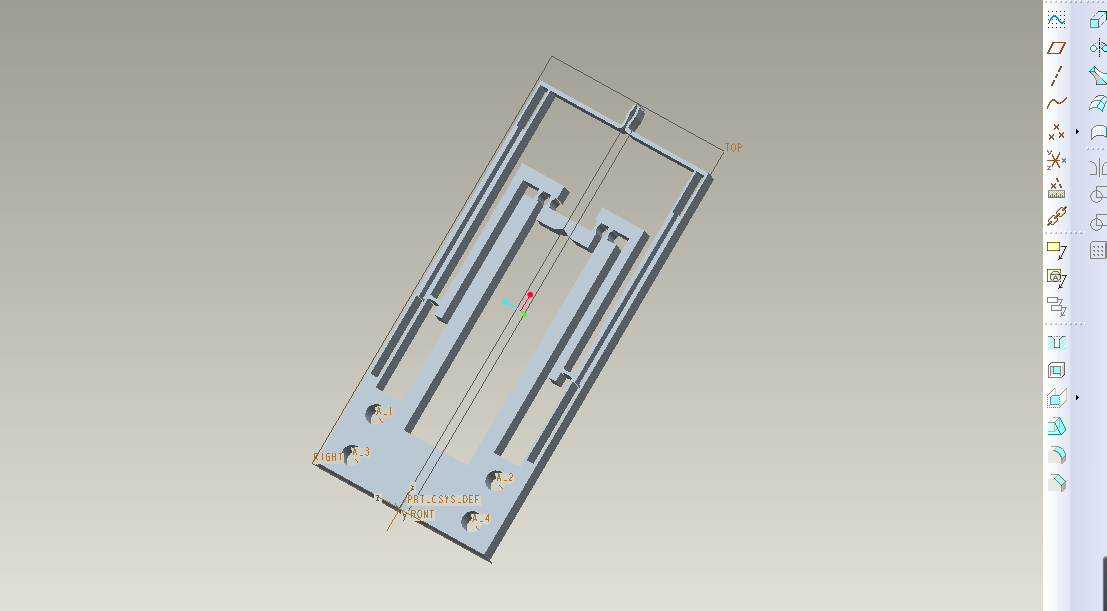 TOP
A_1
RIGHT
A_3
A_2
PRT_CSYS_DEF
FRONT
A_4